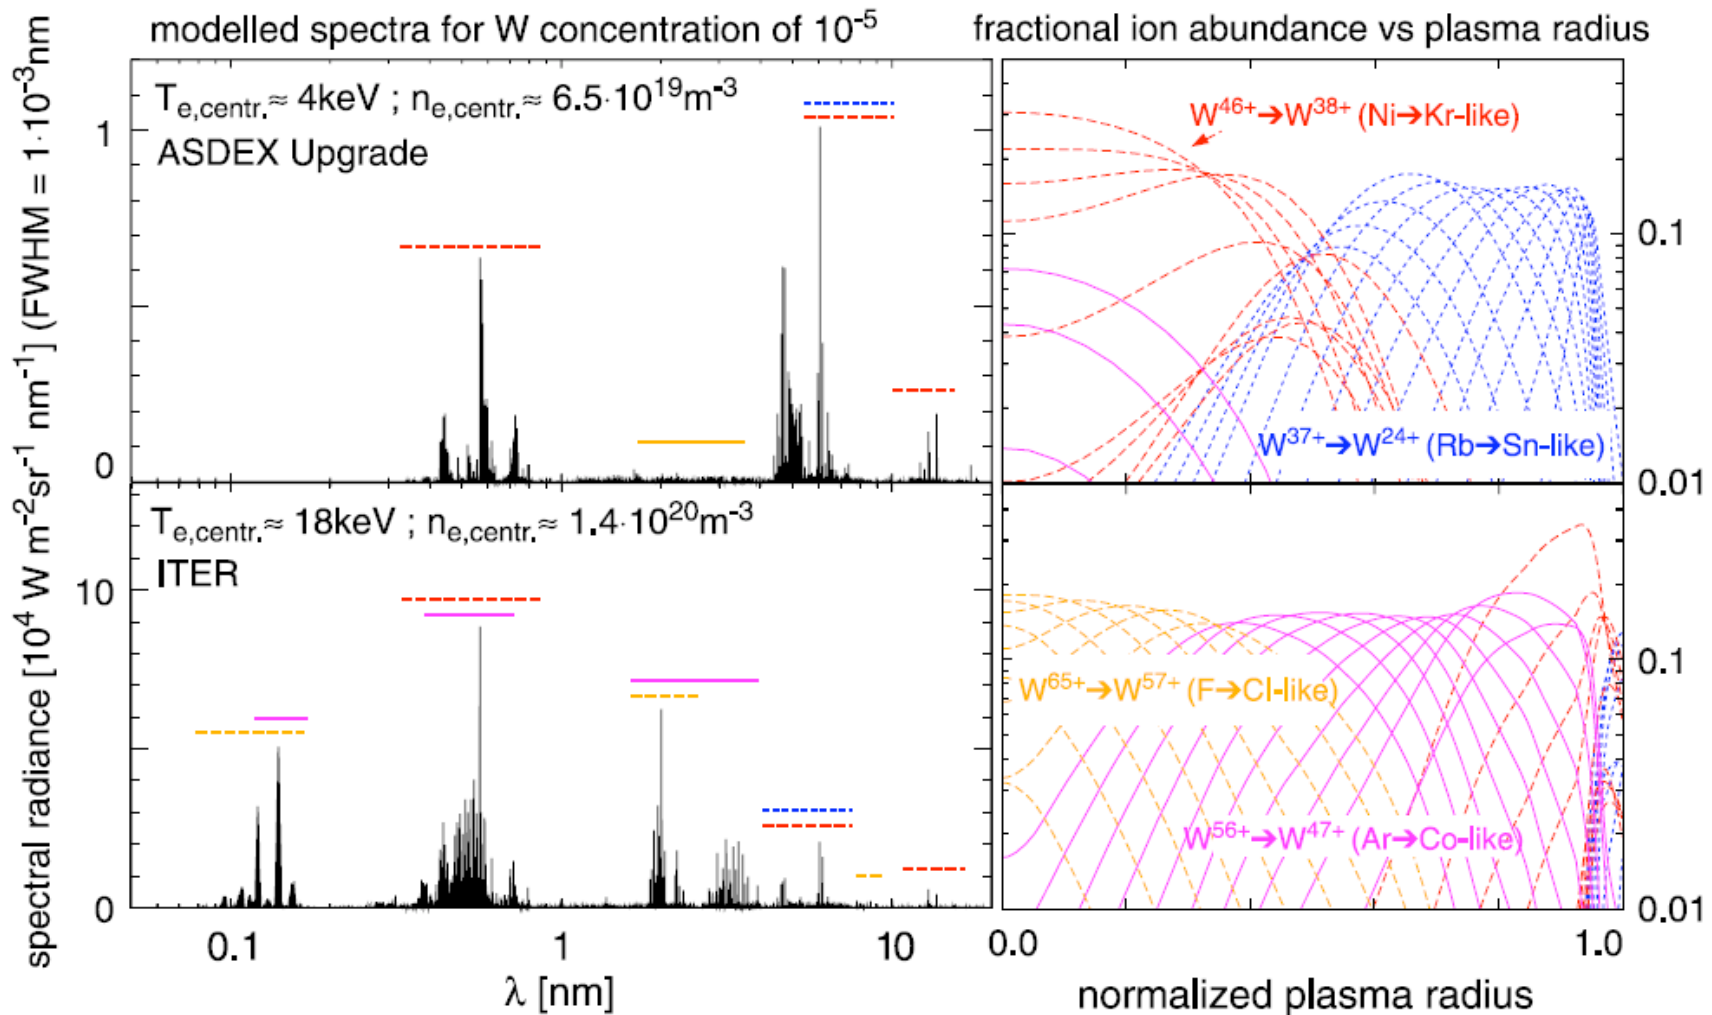 modelled spectra for W concentration of 10⁻⁵
fractional ion abundance vs plasma radius
spectral radiance [10⁴ W m⁻²sr⁻¹ nm⁻¹] (FWHM = 1·10⁻³nm
T_e,centr. ≈ 4keV ; n_e,centr. ≈ 6.5·10¹⁹m⁻³
ASDEX Upgrade
1
0
W⁴⁶⁺→W³⁸⁺ (Ni→Kr-like)
W³⁷⁺→W²⁴⁺ (Rb→Sn-like)
0.1
0.01
T_e,centr. ≈ 18keV ; n_e,centr. ≈ 1.4·10²⁰m⁻³
ITER
10
0
W⁶⁵⁺→W⁵⁷⁺ (F→Cl-like)
W⁵⁶⁺→W⁴⁷⁺ (Ar→Co-like)
0.1
0.01
0.1 1 10
λ [nm]
0.0 1.0
normalized plasma radius